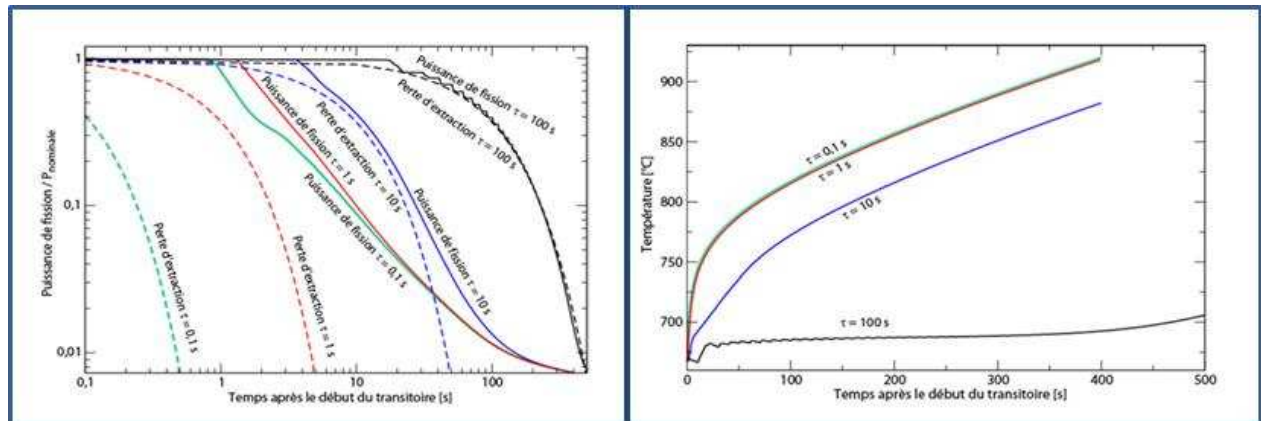 Puissance de fission / Pnominale
1
0,1
0,01
0,1
1
10
100
Temps après le début du transitoire [s]
Puissance de fission τ = 100 s
Perte d'extraction τ = 100 s
Puissance de fission τ = 1 s
Perte d'extraction τ = 10 s
Puissance de fission τ = 10 s
Puissance de fission τ = 0,1 s
Perte d'extraction τ = 1 s
Perte d'extraction τ = 0,1 s
Température [°C]
900
850
800
750
700
0
100
200
300
400
500
Temps après le début du transitoire [s]
τ = 0,1 s
τ = 1 s
τ = 10 s
τ = 100 s